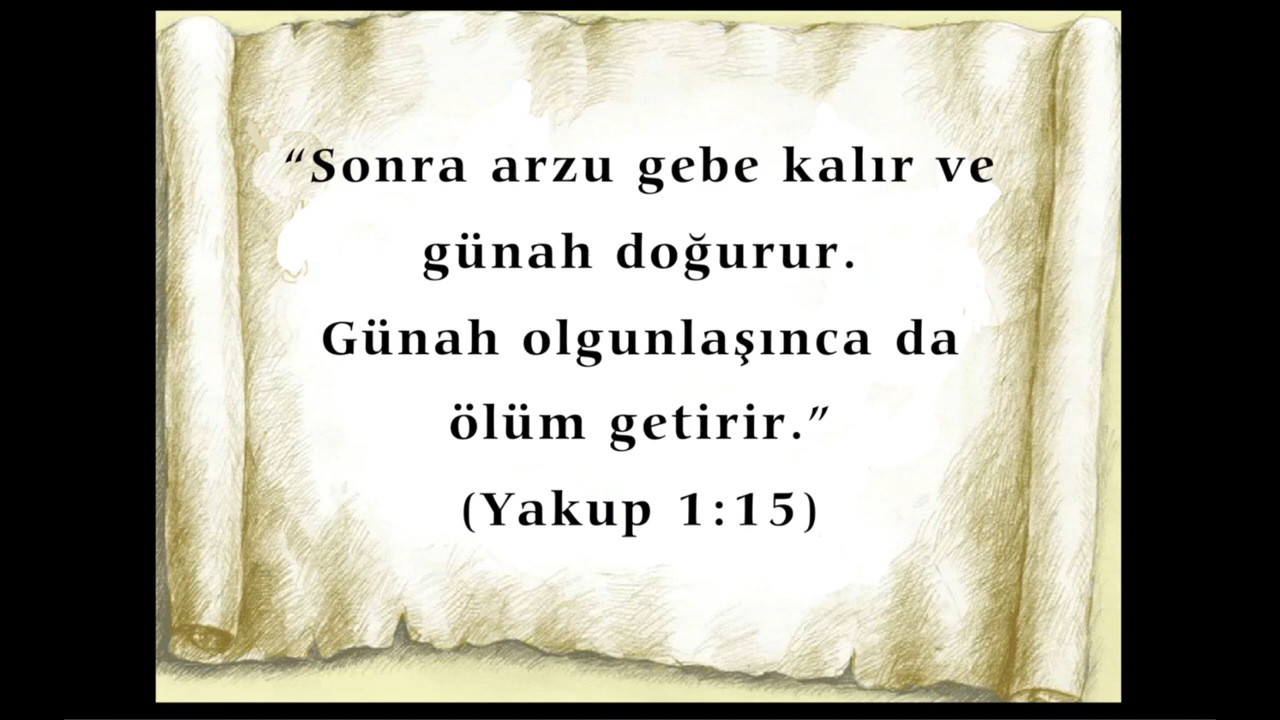 “Sonra arzu gebe kalır ve
günah doğurur.
Günah olgunlaşınca da
ölüm getirir.”
(Yakup 1:15)